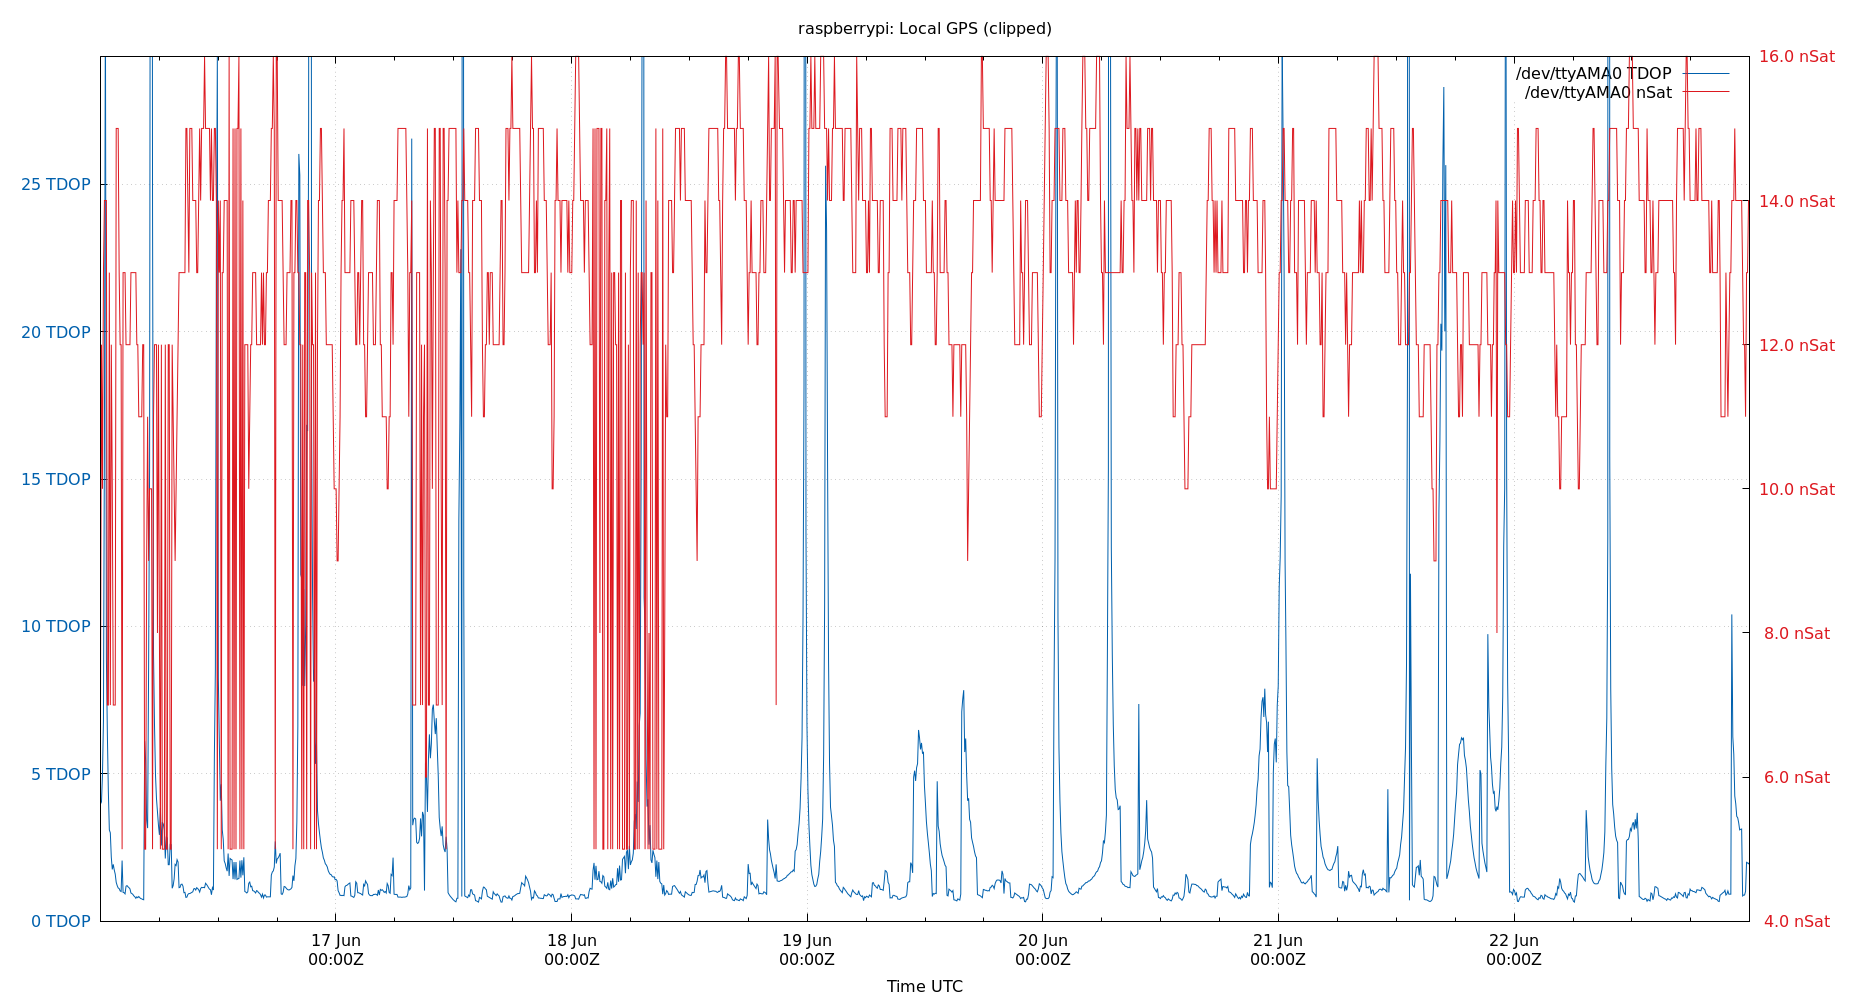 raspberrypi: Local GPS (clipped)
16.0 nSat
/dev/ttyAMA0 TDOP
/dev/ttyAMA0 nSat
25 TDOP
14.0 nSat
20 TDOP
12.0 nSat
15 TDOP
10.0 nSat
10 TDOP
8.0 nSat
5 TDOP
6.0 nSat
0 TDOP
4.0 nSat
17 Jun 18 Jun 19 Jun 20 Jun 21 Jun 22 Jun
00:00Z 00:00Z 00:00Z 00:00Z 00:00Z 00:00Z
Time UTC